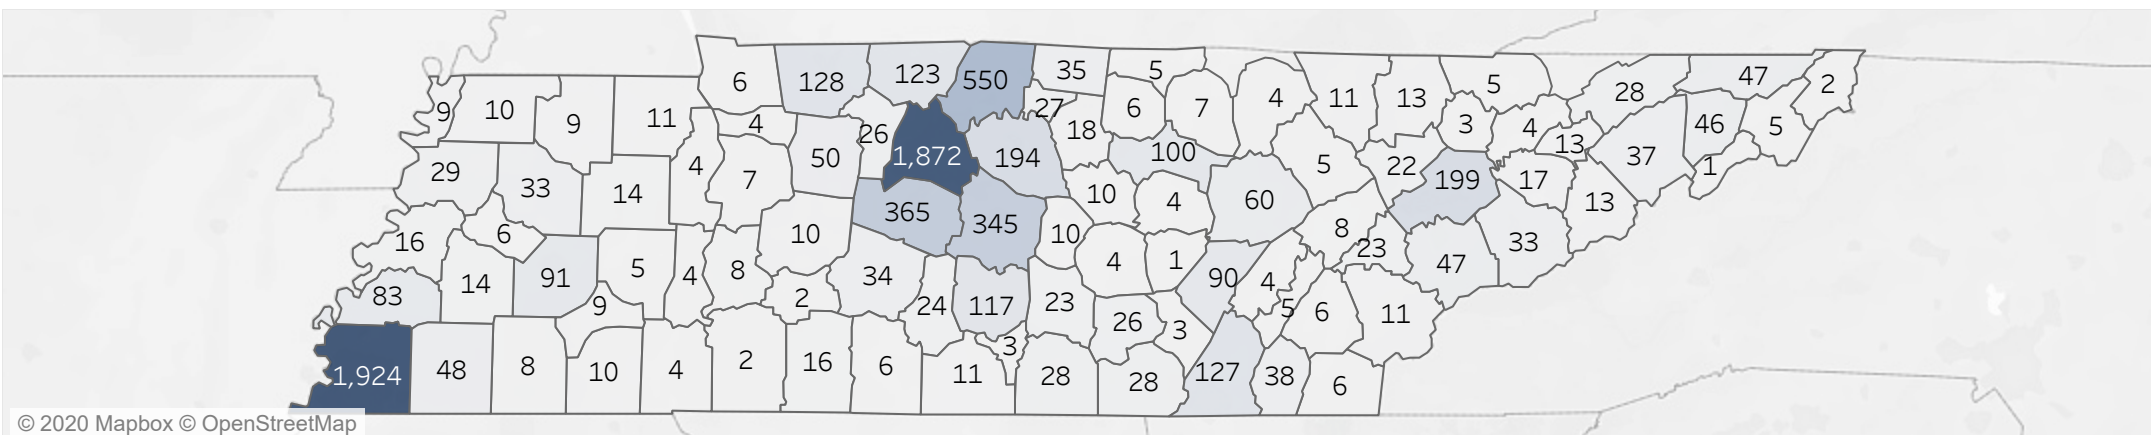 6 128 123 550 35 5
9 10 9 11 4 26 27 18 6 7 4 11 13 5 28 47 2
1,872 194 100 3 4 13 46 5
29 33 14 4 7 50 5 22 199 17 37 1
365 345 10 4 60 13
16 6 10 10 8 23 33
14 91 5 4 8 34 4 1 90 4 47
83 9 2 24 117 23 26 3 5 6 11
1,924 48 8 10 4 2 16 6 11 3 28 28 127 38 6
© 2020 Mapbox © OpenStreetMap